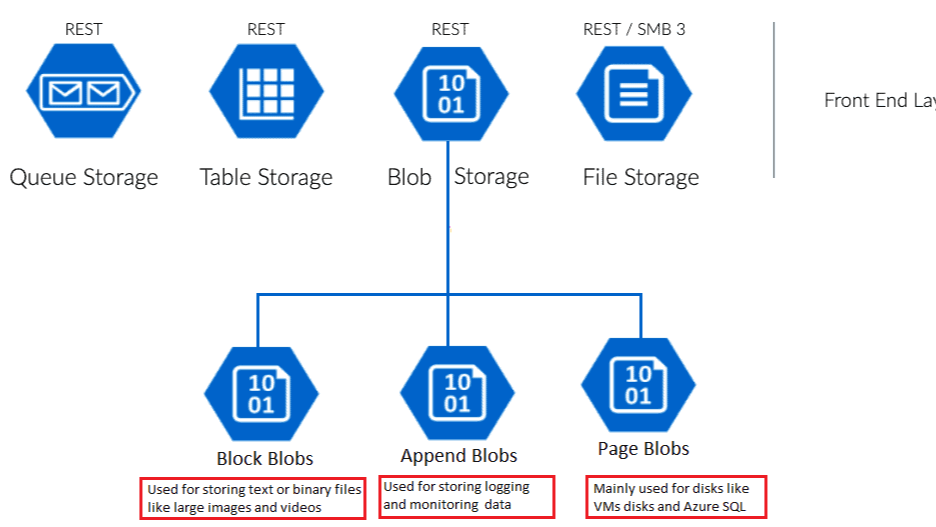 REST
REST
REST
REST / SMB 3
10
01
Front End
Queue Storage
Table Storage
Blob Storage
File Storage
10
01
10
01
10
01
Block Blobs
Append Blobs
Page Blobs
Used for storing text or binary files
like large images and videos
Used for storing logging
and monitoring data
Mainly used for disks like
VMs disks and Azure SQL